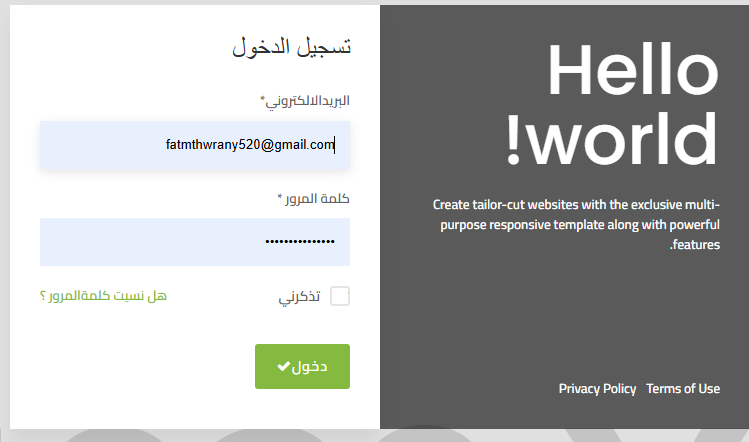 تسجيل الدخول
البريدالالكتروني*
fatmthwrany520@gmail.com
كلمة المرور *
•••••••••••••••
تذكرني
هل نسيت كلمةالمرور ؟
دخول
Hello
world!
Create tailor-cut websites with the exclusive multi-
purpose responsive template along with powerful
features.
Privacy Policy Terms of Use